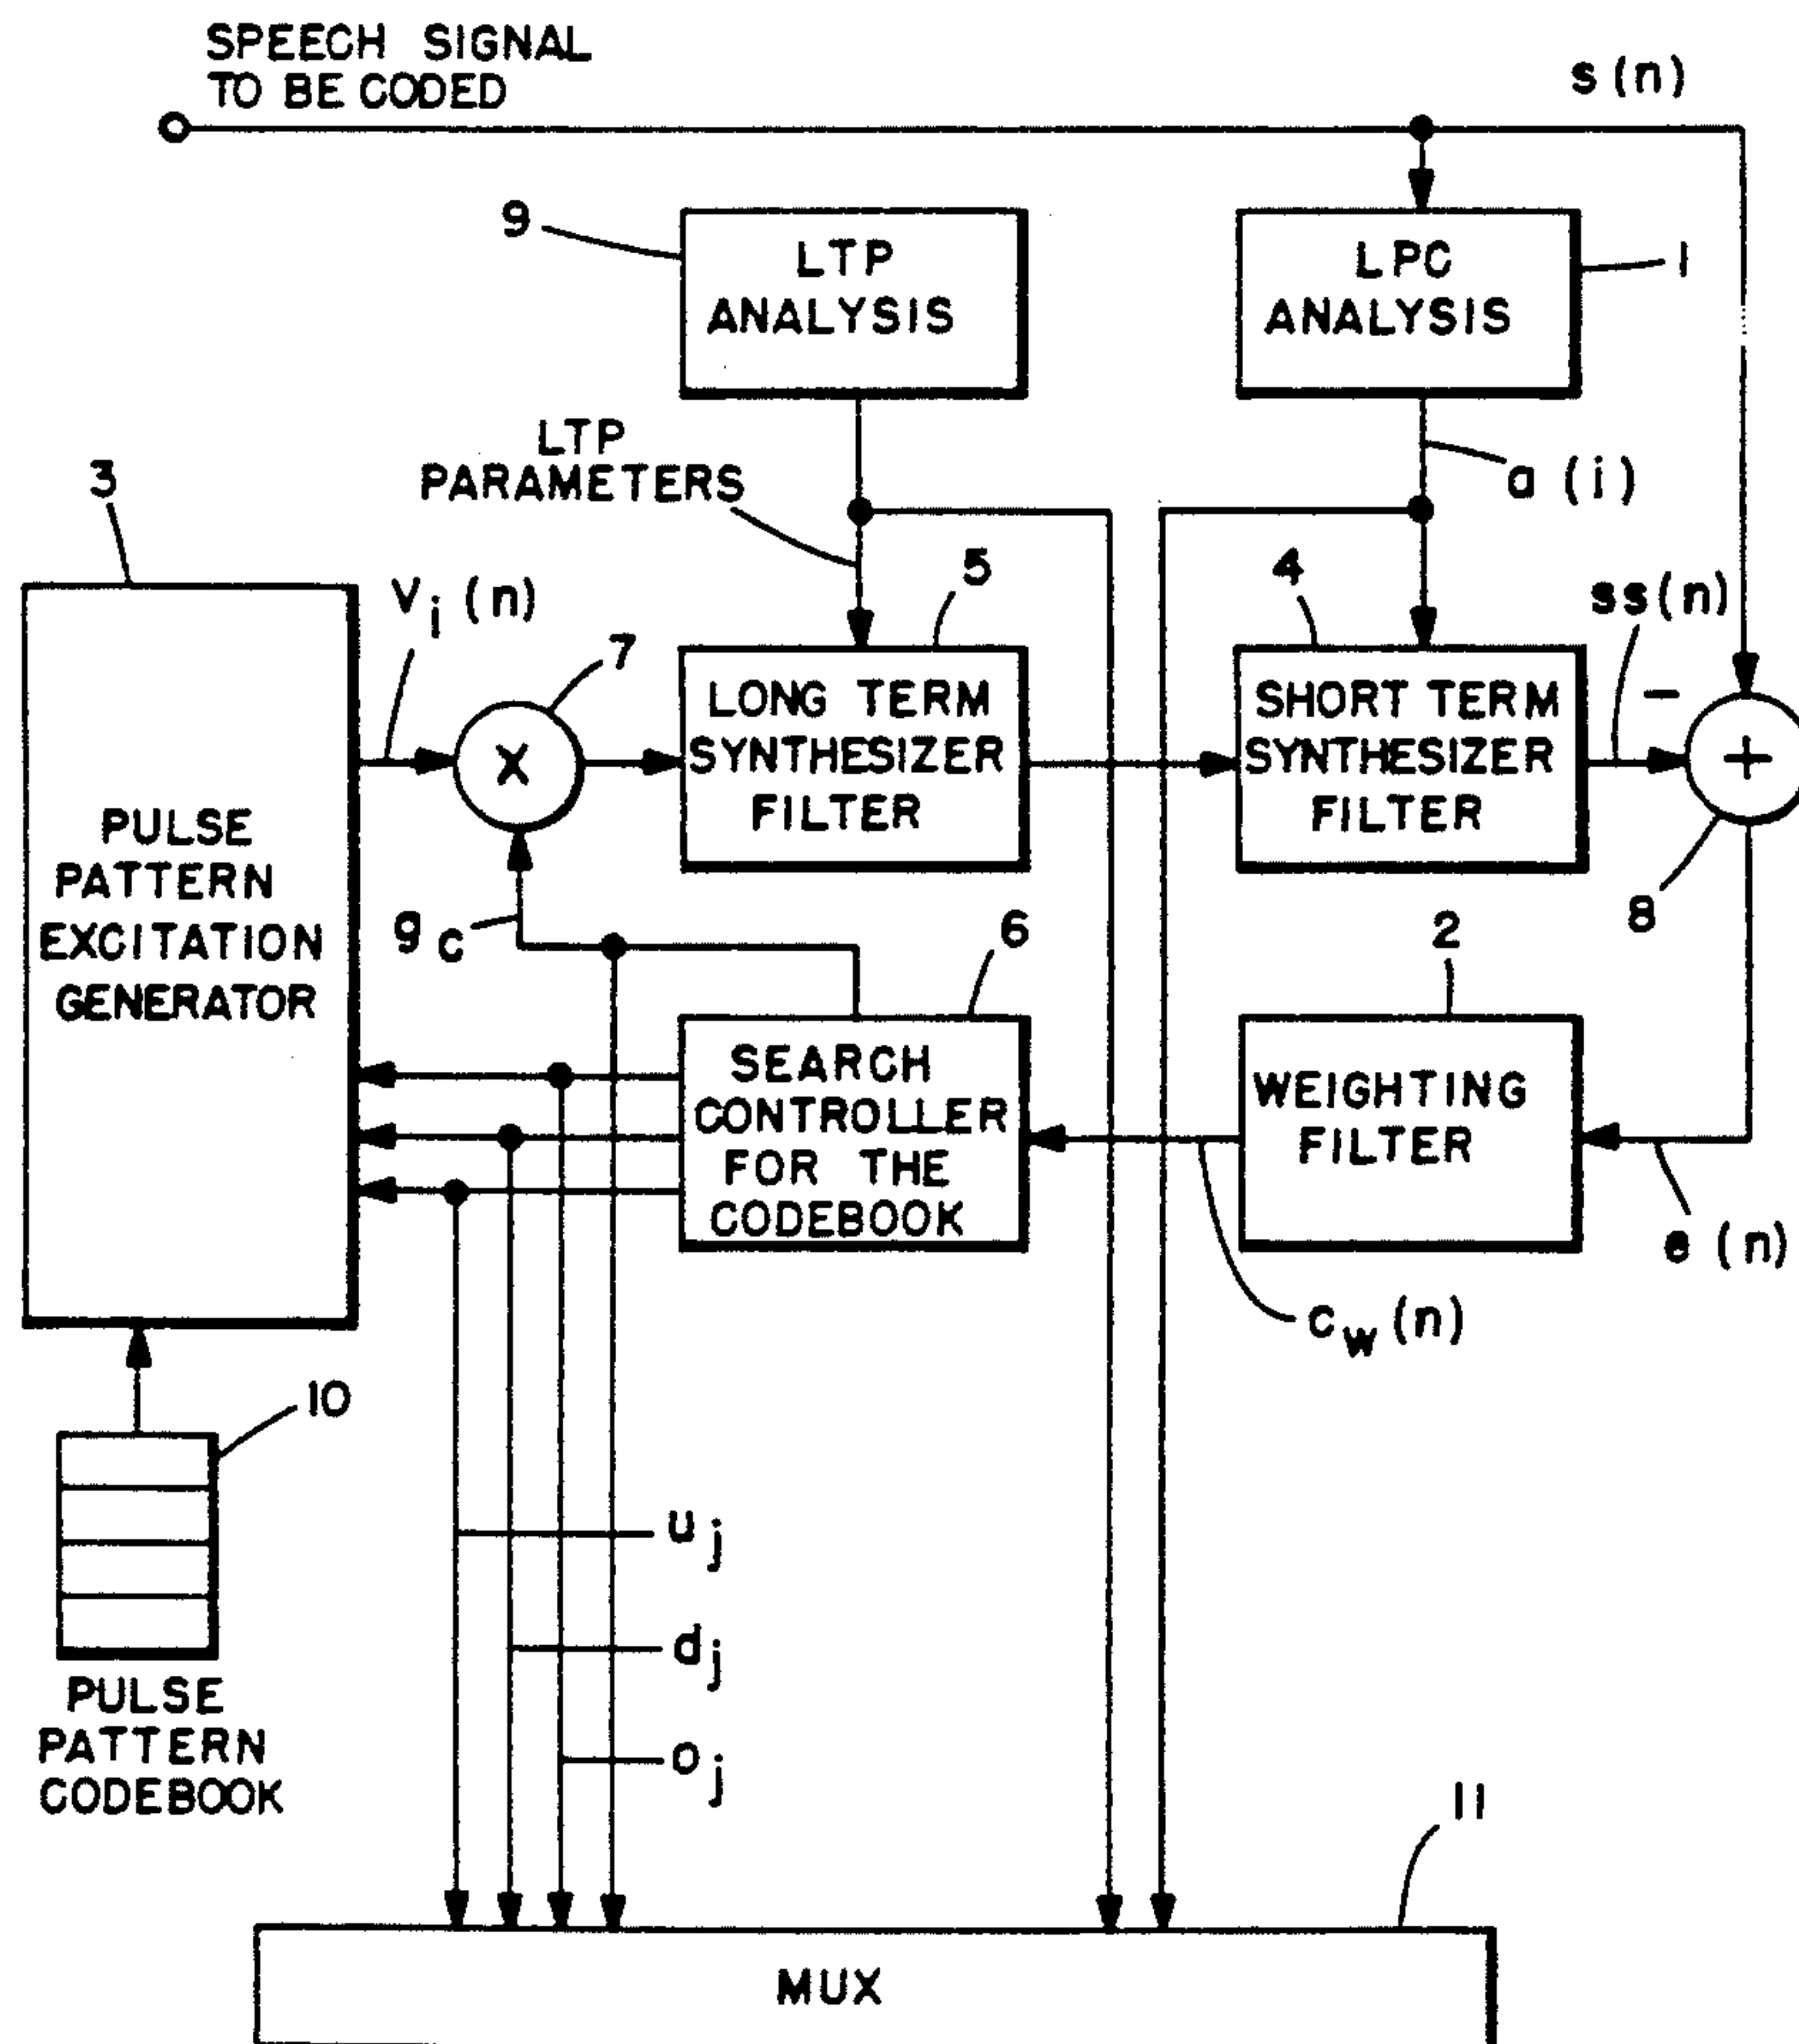 SPEECH SIGNAL
TO BE CODED
s(n)
9
LTP
ANALYSIS
LPC
ANALYSIS
1
LTP
PARAMETERS
a (i)
3
5
4
ss(n)
v_i (n)
7
LONG TERM
SYNTHESIZER
FILTER
SHORT TERM
SYNTHESIZER
FILTER
−
X
+
8
PULSE
PATTERN
EXCITATION
GENERATOR
g_c
6
2
SEARCH
CONTROLLER
FOR THE
CODEBOOK
WEIGHTING
FILTER
e (n)
c_w (n)
10
u_j
d_j
o_j
PULSE
PATTERN
CODEBOOK
11
MUX